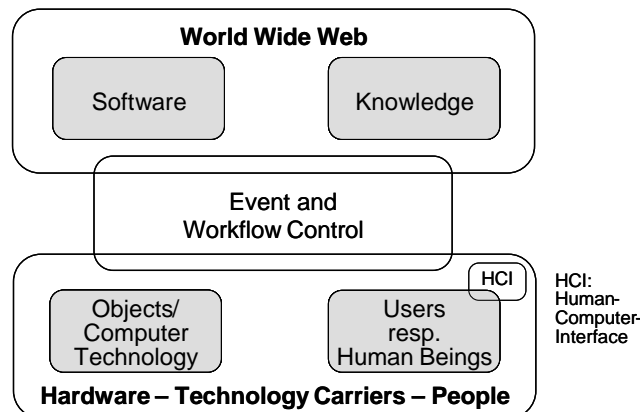 World Wide Web
Software
Knowledge
Event and
Workflow Control
HCI
HCI:
Human-
Computer-
Interface
Objects/
Computer
Technology
Users
resp.
Human Beings
Hardware – Technology Carriers – People